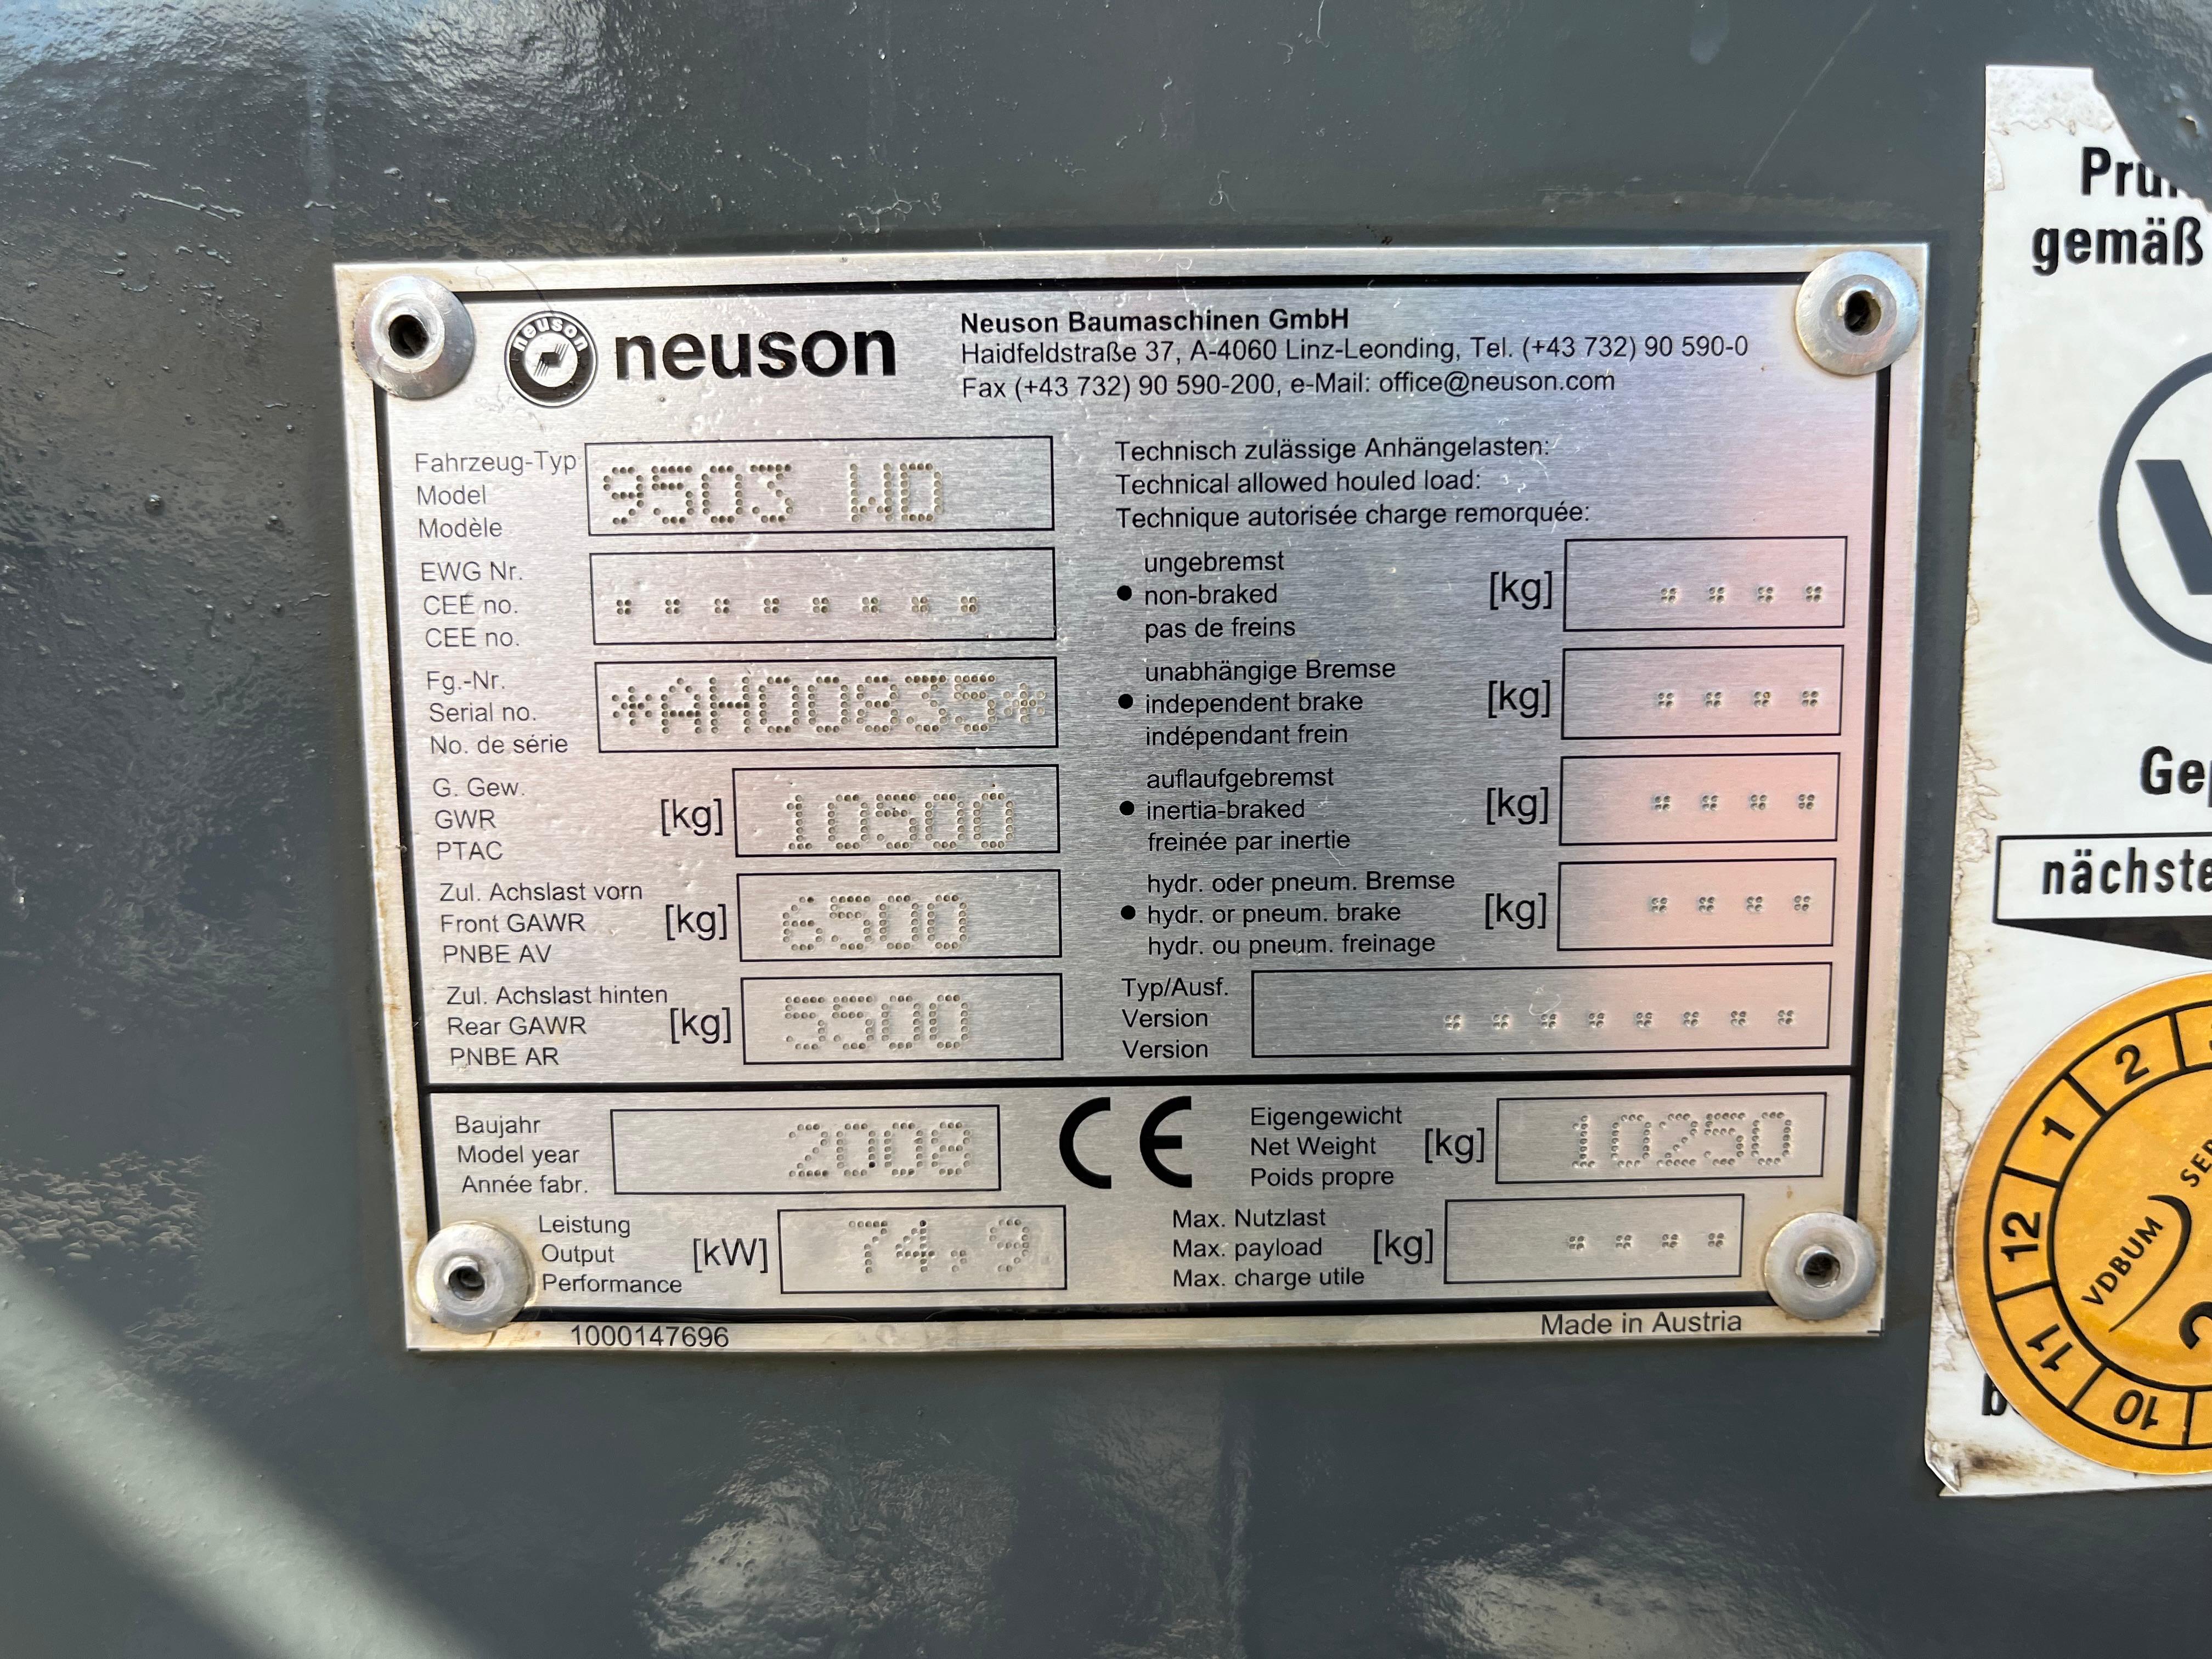 neuson
neuson
Neuson Baumaschinen GmbH
Haidfeldstraße 37, A-4060 Linz-Leonding, Tel. (+43 732) 90 590-0
Fax (+43 732) 90 590-200, e-Mail: office@neuson.com
Fahrzeug-Typ
Model
Modèle
9503 WD
EWG Nr.
CEE no.
CEE no.
Fg.-Nr.
Serial no.
No. de série
*AH00835*
G. Gew.
GWR
PTAC
[kg]
10500
Zul. Achslast vorn
Front GAWR
PNBE AV
[kg]
6500
Zul. Achslast hinten
Rear GAWR
PNBE AR
[kg]
5500
Technisch zulässige Anhängelasten:
Technical allowed houled load:
Technique autorisée charge remorquée:
ungebremst
• non-braked
pas de freins
[kg]
unabhängige Bremse
• independent brake
indépendant frein
[kg]
auflaufgebremst
• inertia-braked
freinée par inertie
[kg]
hydr. oder pneum. Bremse
• hydr. or pneum. brake
hydr. ou pneum. freinage
[kg]
Typ/Ausf.
Version
Version
Baujahr
Model year
Année fabr.
2008
CE
Eigengewicht
Net Weight
Poids propre
[kg]
10250
Leistung
Output
Performance
[kW]
74,9
Max. Nutzlast
Max. payload
Max. charge utile
[kg]
1000147696
Made in Austria
gemäß
nächste
2
1
12
11
10
VDBUM